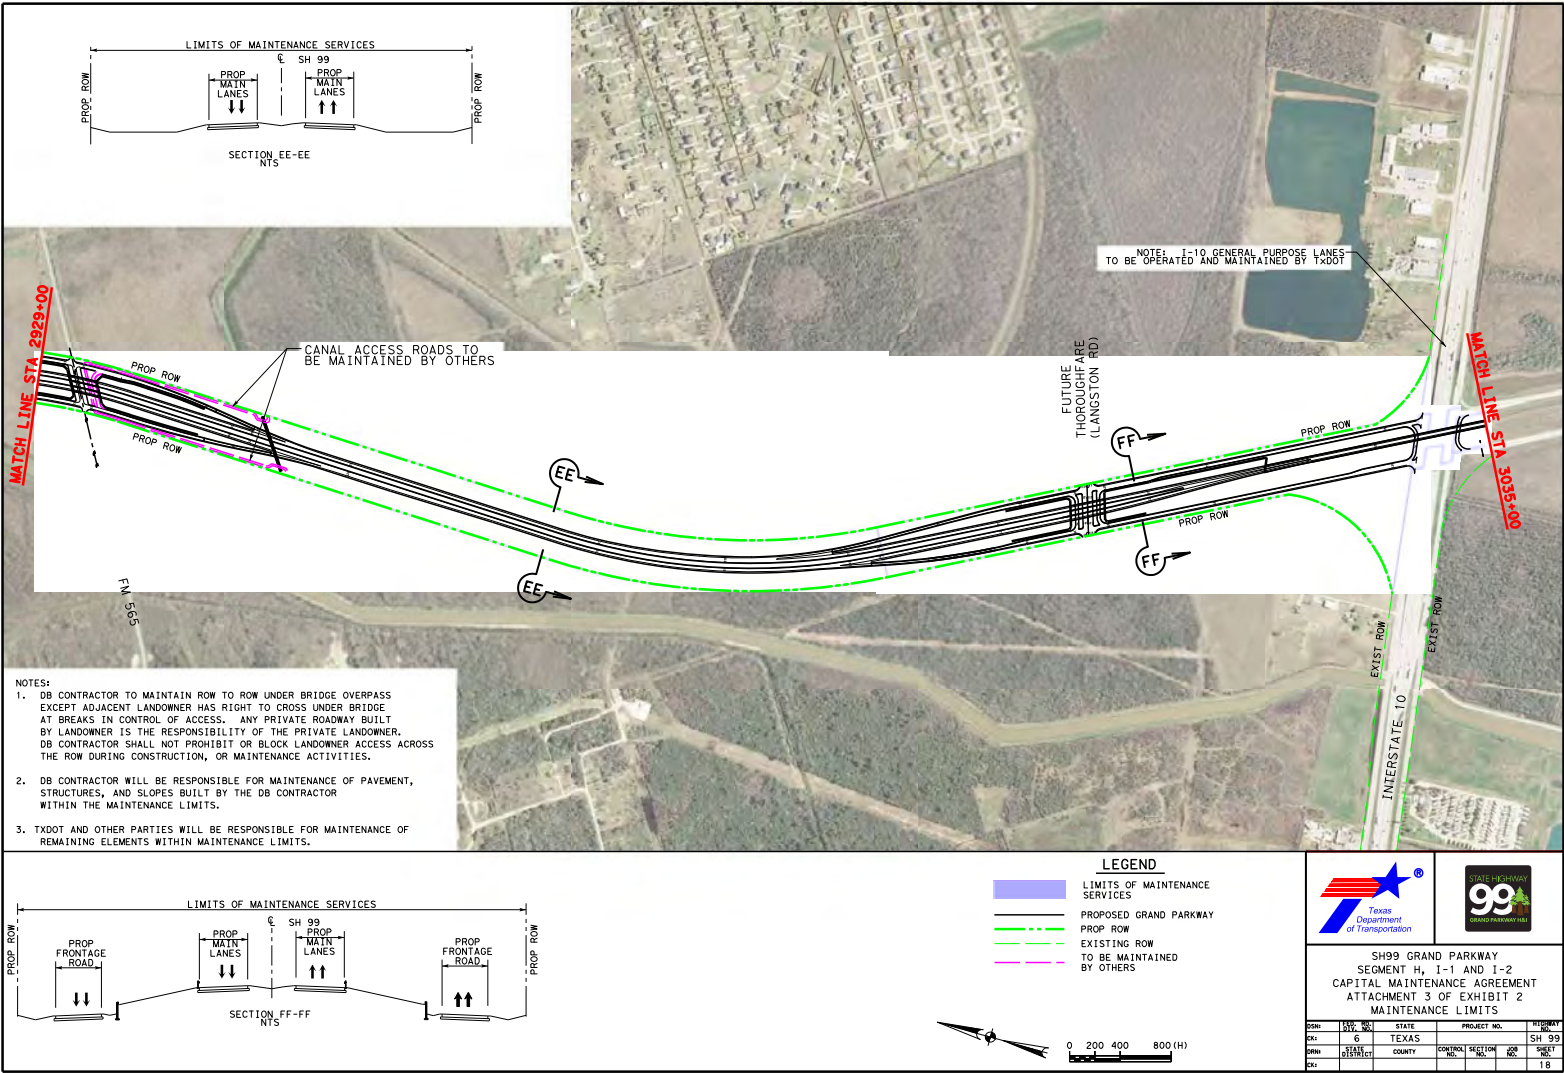 LIMITS OF MAINTENANCE SERVICES
℄ SH 99
PROP ROW
PROP
MAIN
LANES
PROP
MAIN
LANES
PROP ROW
SECTION EE-EE
NTS
NOTE: I-10 GENERAL PURPOSE LANES
TO BE OPERATED AND MAINTAINED BY TxDOT
MATCH LINE STA 2929+00
CANAL ACCESS ROADS TO
BE MAINTAINED BY OTHERS
PROP ROW
PROP ROW
FUTURE
THOROUGHFARE
(LANGSTON RD)
MATCH LINE STA 3035+00
EE
EE
FF
FF
PROP ROW
PROP ROW
FM 565
EXIST ROW
EXIST ROW
INTERSTATE 10
NOTES:
1. DB CONTRACTOR TO MAINTAIN ROW TO ROW UNDER BRIDGE OVERPASS
EXCEPT ADJACENT LANDOWNER HAS RIGHT TO CROSS UNDER BRIDGE
AT BREAKS IN CONTROL OF ACCESS. ANY PRIVATE ROADWAY BUILT
BY LANDOWNER IS THE RESPONSIBILITY OF THE PRIVATE LANDOWNER.
DB CONTRACTOR SHALL NOT PROHIBIT OR BLOCK LANDOWNER ACCESS ACROSS
THE ROW DURING CONSTRUCTION, OR MAINTENANCE ACTIVITIES.
2. DB CONTRACTOR WILL BE RESPONSIBLE FOR MAINTENANCE OF PAVEMENT,
STRUCTURES, AND SLOPES BUILT BY THE DB CONTRACTOR
WITHIN THE MAINTENANCE LIMITS.
3. TXDOT AND OTHER PARTIES WILL BE RESPONSIBLE FOR MAINTENANCE OF
REMAINING ELEMENTS WITHIN MAINTENANCE LIMITS.
LIMITS OF MAINTENANCE SERVICES
℄ SH 99
PROP ROW
PROP
FRONTAGE
ROAD
PROP
MAIN
LANES
PROP
MAIN
LANES
PROP
FRONTAGE
ROAD
PROP ROW
SECTION FF-FF
NTS
LEGEND
LIMITS OF MAINTENANCE
SERVICES
PROPOSED GRAND PARKWAY
PROP ROW
EXISTING ROW
TO BE MAINTAINED
BY OTHERS
0 200 400 800(H)
®
Texas
Department
of Transportation
STATE HIGHWAY
99
GRAND PARKWAY H&I
SH99 GRAND PARKWAY
SEGMENT H, I-1 AND I-2
CAPITAL MAINTENANCE AGREEMENT
ATTACHMENT 3 OF EXHIBIT 2
MAINTENANCE LIMITS
DSN: FED. RD. DIV. NO. STATE PROJECT NO. HIGHWAY NO.
CK: 6 TEXAS SH 99
DRN: STATE DISTRICT COUNTY CONTROL NO. SECTION NO. JOB NO. SHEET NO.
CK: 18